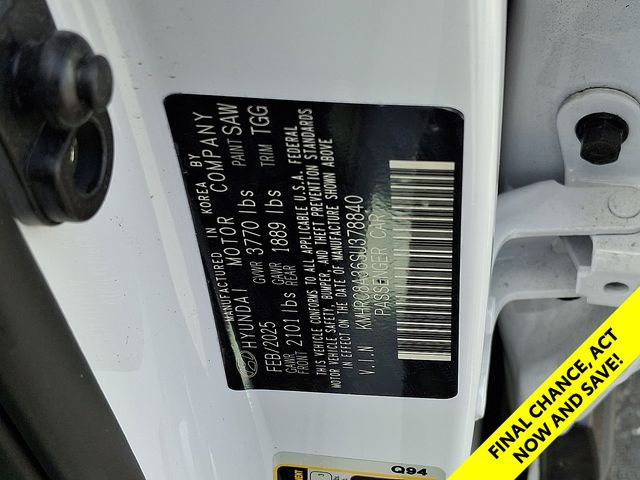 MANUFACTURED IN KOREA BY
HYUNDAI MOTOR COMPANY
FEB/2025 GVWR 3770 lbs PAINT SAW
GAWR FRONT 2101 lbs GAWR REAR 1889 lbs TRIM TGG
THIS VEHICLE CONFORMS TO ALL APPLICABLE U.S.A. FEDERAL
MOTOR VEHICLE SAFETY, BUMPER, AND THEFT PREVENTION STANDARDS
IN EFFECT ON THE DATE OF MANUFACTURE SHOWN ABOVE
V.I.N KMHRC8A36SU378840
PASSENGER CAR
Q94
FINAL CHANCE, ACT
NOW AND SAVE!